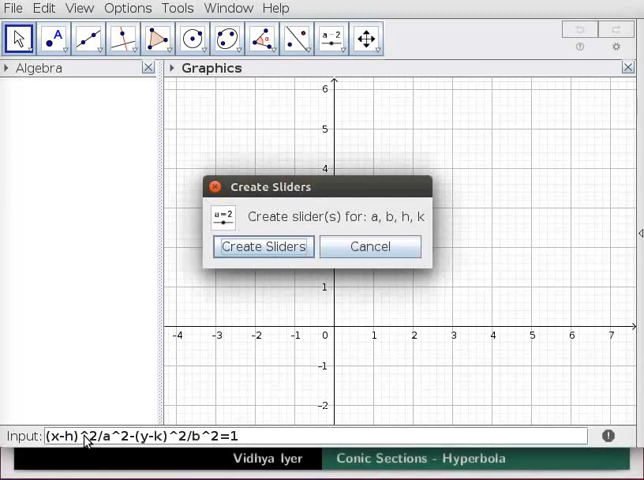 File Edit View Options Tools Window Help
A
a=2
Algebra
Graphics
6
5
4
Create Sliders
a=2
Create slider(s) for: a, b, h, k
Create Sliders
Cancel
1
-4 -3 -2 -1 0 1 2 3 4 5 6 7
-1
-2
Input: (x-h)^2/a^2-(y-k)^2/b^2=1
Vidhya Iyer Conic Sections - Hyperbola